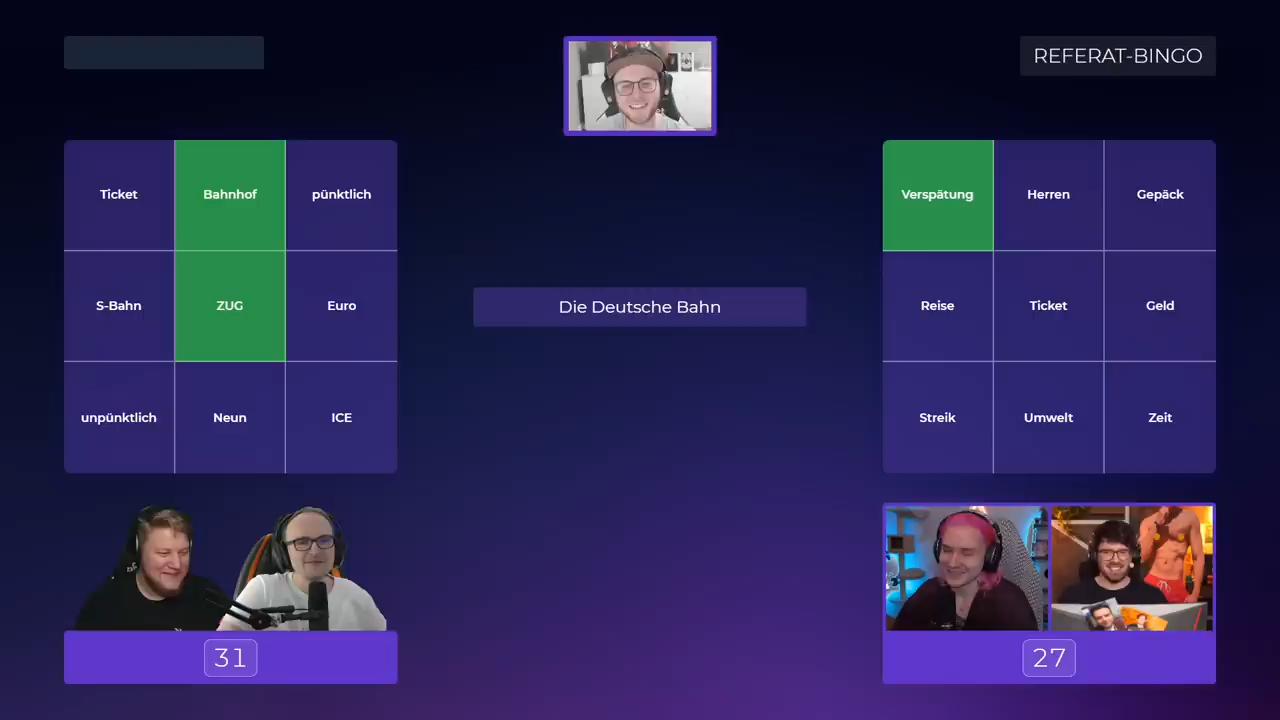 REFERAT-BINGO
Ticket
Bahnhof
pünktlich
S-Bahn
ZUG
Euro
unpünktlich
Neun
ICE
Die Deutsche Bahn
Verspätung
Herren
Gepäck
Reise
Ticket
Geld
Streik
Umwelt
Zeit
31
27